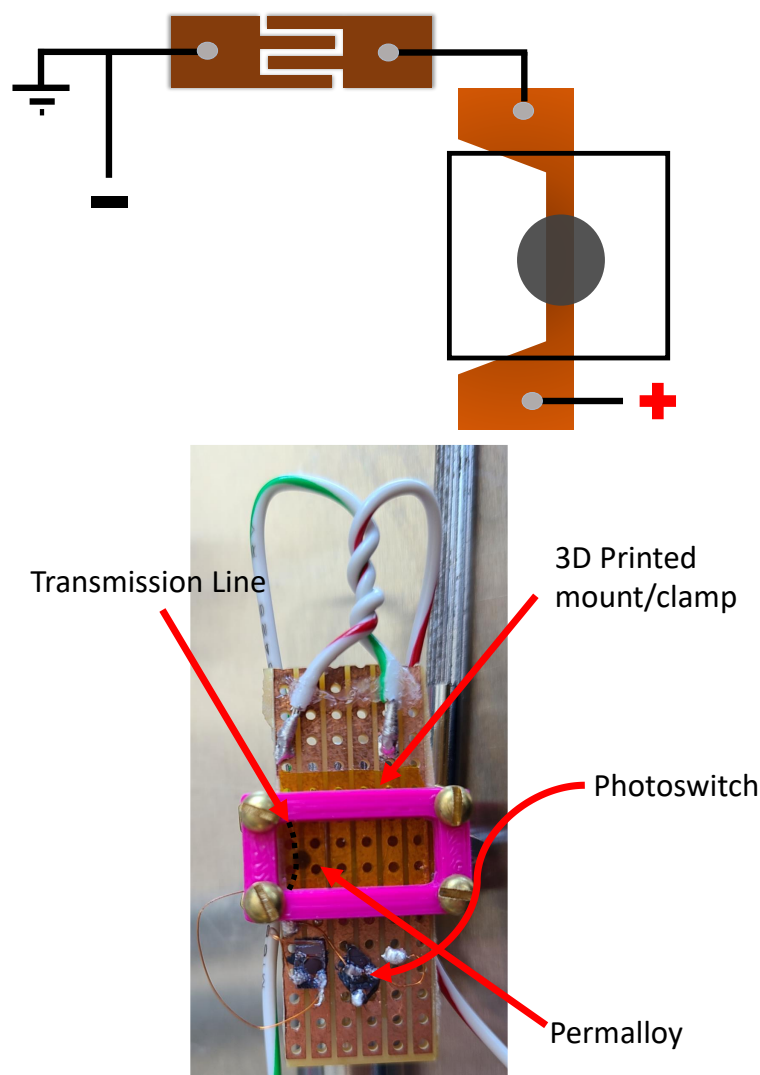 Transmission Line
3D Printed
mount/clamp
Photoswitch
Permalloy